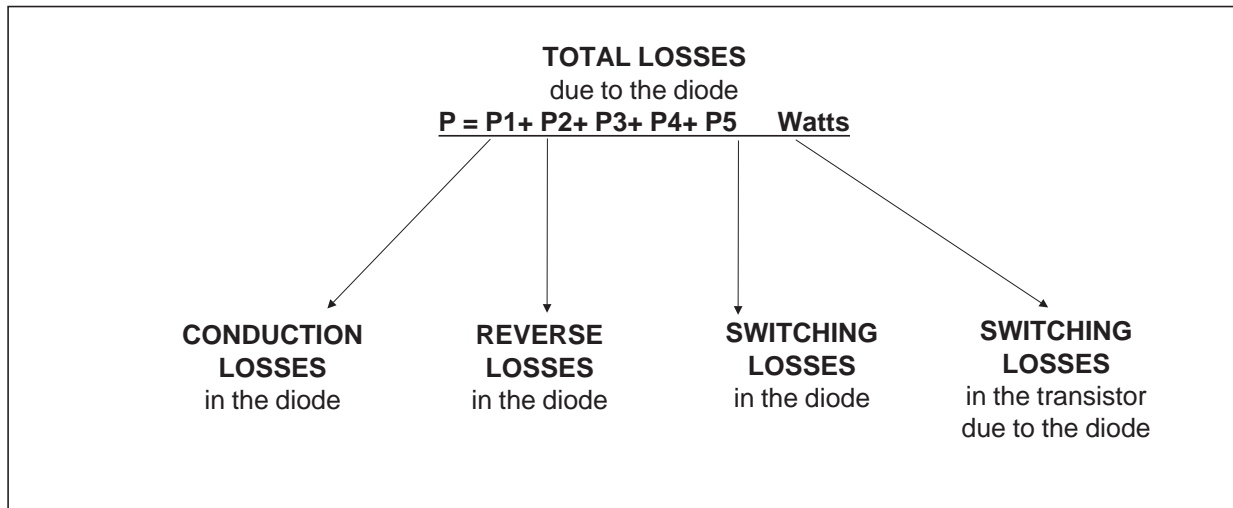 TOTAL LOSSES
due to the diode
P = P1+ P2+ P3+ P4+ P5 Watts
CONDUCTION
LOSSES
in the diode
REVERSE
LOSSES
in the diode
SWITCHING
LOSSES
in the diode
SWITCHING
LOSSES
in the transistor
due to the diode